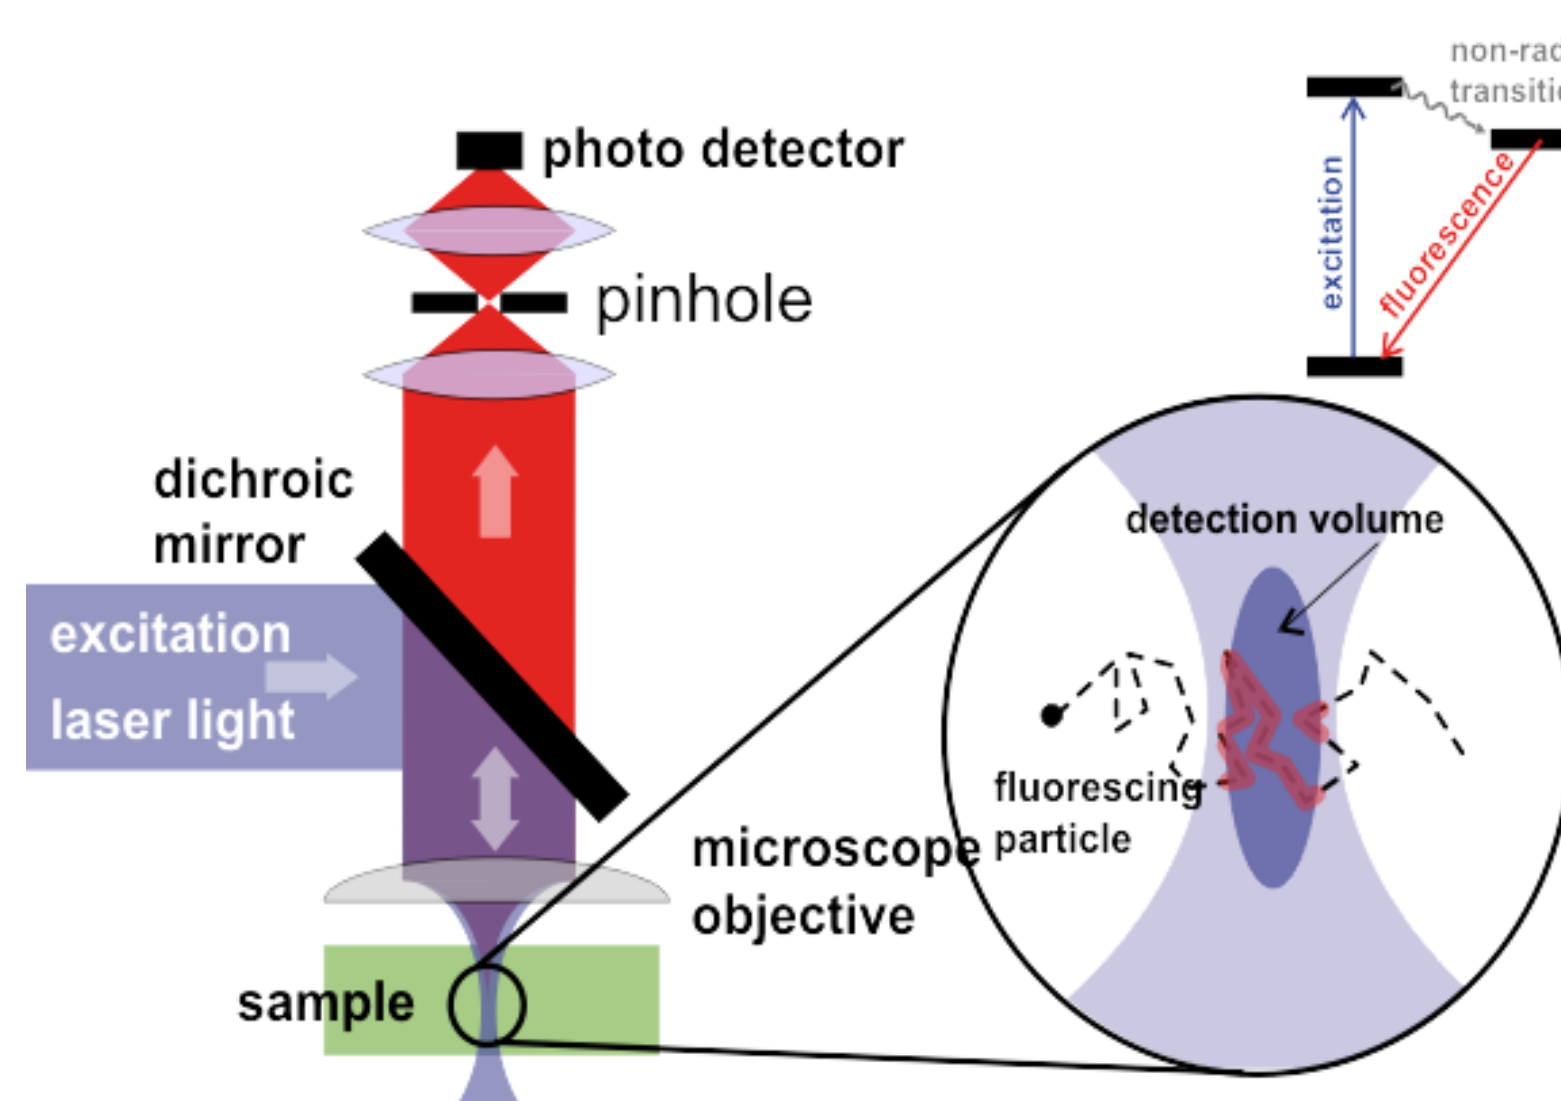 non-rad
transitio
photo detector
excitation
fluorescence
pinhole
dichroic
mirror
detection volume
excitation
laser light
fluorescing
particle
microscope
objective
sample